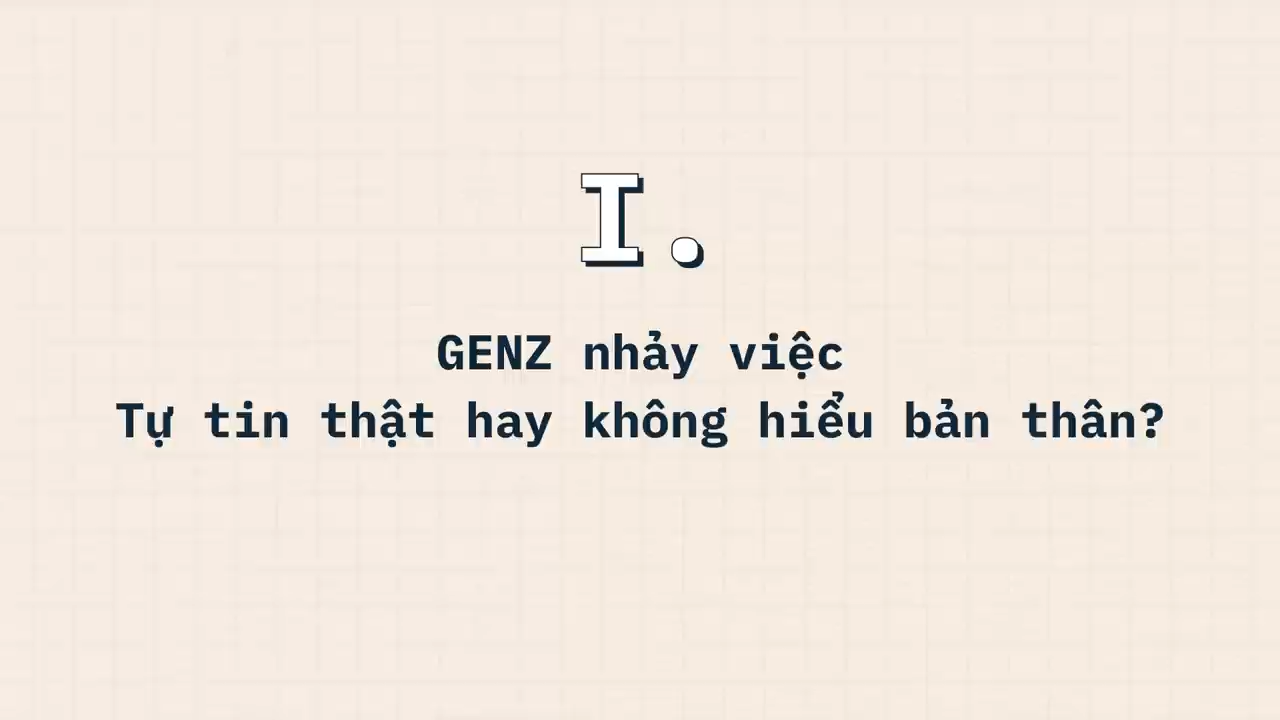 I.
GENZ nhảy việc
Tự tin thật hay không hiểu bản thân?